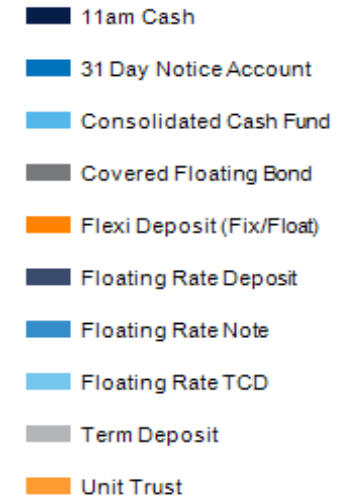 11am Cash
31 Day Notice Account
Consolidated Cash Fund
Covered Floating Bond
Flexi Deposit (Fix/Float)
Floating Rate Deposit
Floating Rate Note
Floating Rate TCD
Term Deposit
Unit Trust